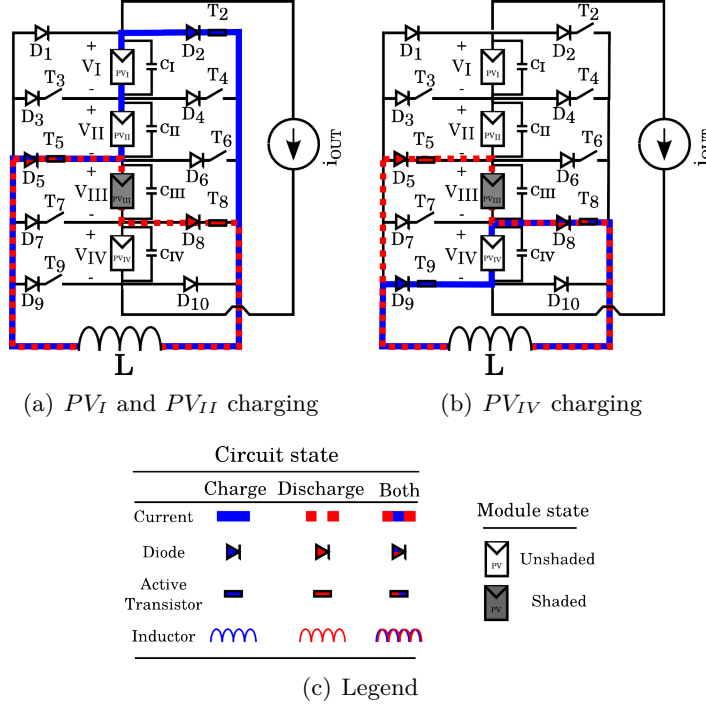 T2
D1
D2
+
VI
-
PVI
CI
T3
T4
D3
D4
+
VII
-
PVII
CII
T5
T6
D5
D6
+
VIII
-
PVIII
CIII
T7
T8
D7
D8
+
VIV
-
PVIV
CIV
T9
D9
D10
L
iOUT
(a) PVI and PVII charging
T2
D1
D2
+
VI
-
PVI
CI
T3
T4
D3
D4
+
VII
-
PVII
CII
T5
T6
D5
D6
+
VIII
-
PVIII
CIII
T7
T8
D7
D8
+
VIV
-
PVIV
CIV
T9
D9
D10
L
iOUT
(b) PVIV charging
Circuit state
Charge Discharge Both
Current
Diode
Active
Transistor
Inductor
Module state
PV
Unshaded
PV
Shaded
(c) Legend